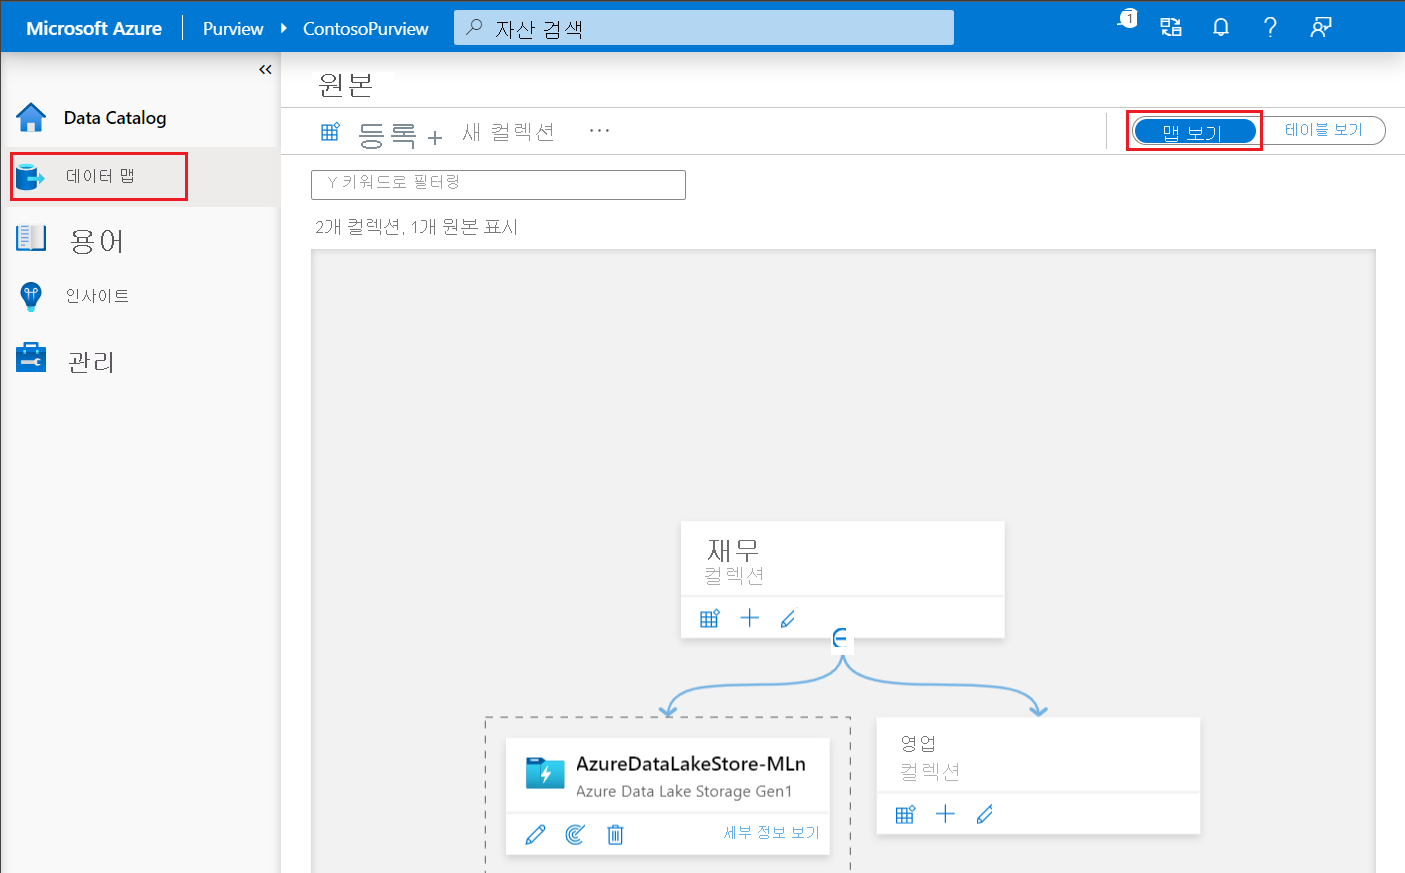 Microsoft Azure Purview ContosoPurview 자산 검색 1
Data Catalog
데이터 맵
용어
인사이트
관리
원본
등록 + 새 컬렉션 ...
맵 보기 테이블 보기
Y 키워드로 필터링
2개 컬렉션, 1개 원본 표시
재무
컬렉션
AzureDataLakeStore-MLn
Azure Data Lake Storage Gen1
세부 정보 보기
영업
컬렉션